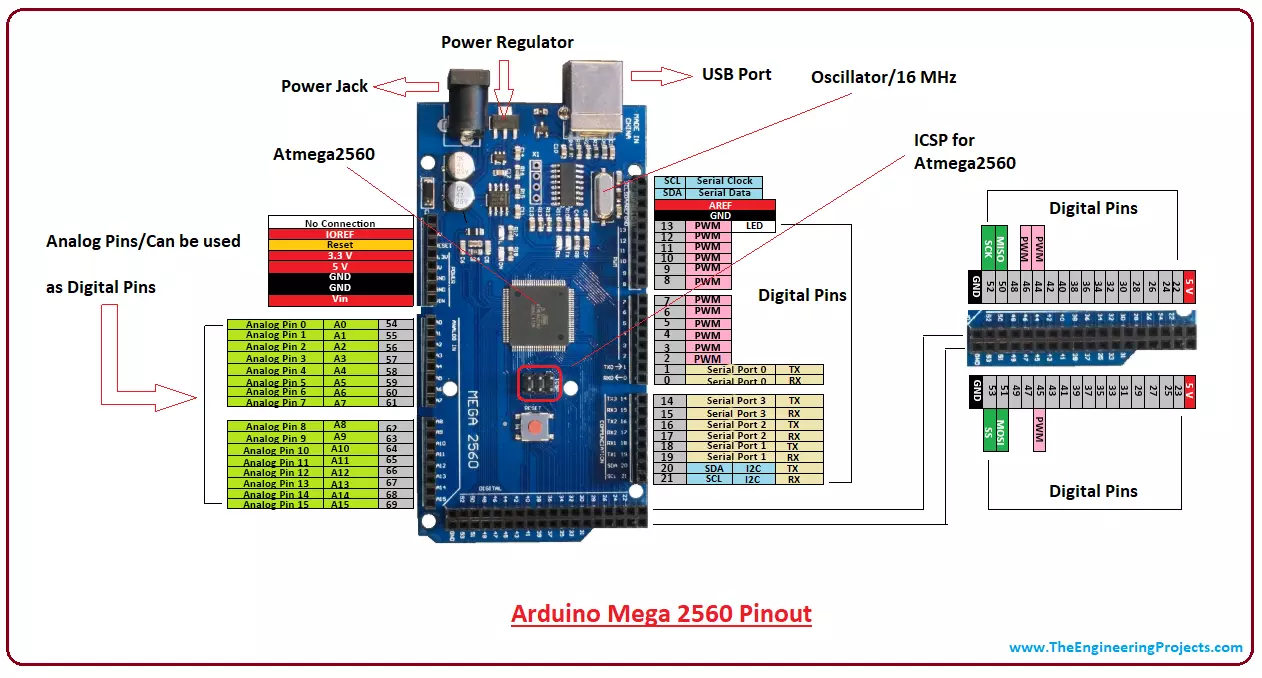 Power Regulator
Power Jack
USB Port
Oscillator/16 MHz
Atmega2560
ICSP for
Atmega2560
Analog Pins/Can be used
as Digital Pins
No Connection
IOREF
Reset
3.3 V
5 V
GND
GND
Vin
Analog Pin 0 A0 54
Analog Pin 1 A1 55
Analog Pin 2 A2 56
Analog Pin 3 A3 57
Analog Pin 4 A4 58
Analog Pin 5 A5 59
Analog Pin 6 A6 60
Analog Pin 7 A7 61
Analog Pin 8 A8 62
Analog Pin 9 A9 63
Analog Pin 10 A10 64
Analog Pin 11 A11 65
Analog Pin 12 A12 66
Analog Pin 13 A13 67
Analog Pin 14 A14 68
Analog Pin 15 A15 69
MADE IN
CHINA
X1
RESET
POWER
ANALOG IN
MEGA 2560
RESET
COMMUNICATION
DIGITAL
SCL Serial Clock
SDA Serial Data
AREF
GND
13 PWM LED
12 PWM
11 PWM
10 PWM
9 PWM
8 PWM
7 PWM
6 PWM
5 PWM
4 PWM
3 PWM
2 PWM
1 Serial Port 0 TX
0 Serial Port 0 RX
14 Serial Port 3 TX
15 Serial Port 3 RX
16 Serial Port 2 TX
17 Serial Port 2 RX
18 Serial Port 1 TX
19 Serial Port 1 RX
20 SDA I2C TX
21 SCL I2C RX
Digital Pins
Digital Pins
SCK MISO PWM PWM
GND 52 50 48 46 44 42 40 38 36 34 32 30 28 26 24 22 5 V
GND 53 51 49 47 45 43 41 39 37 35 33 31 29 27 25 23 5 V
SS MOSI PWM
Digital Pins
Arduino Mega 2560 Pinout
www.TheEngineeringProjects.com